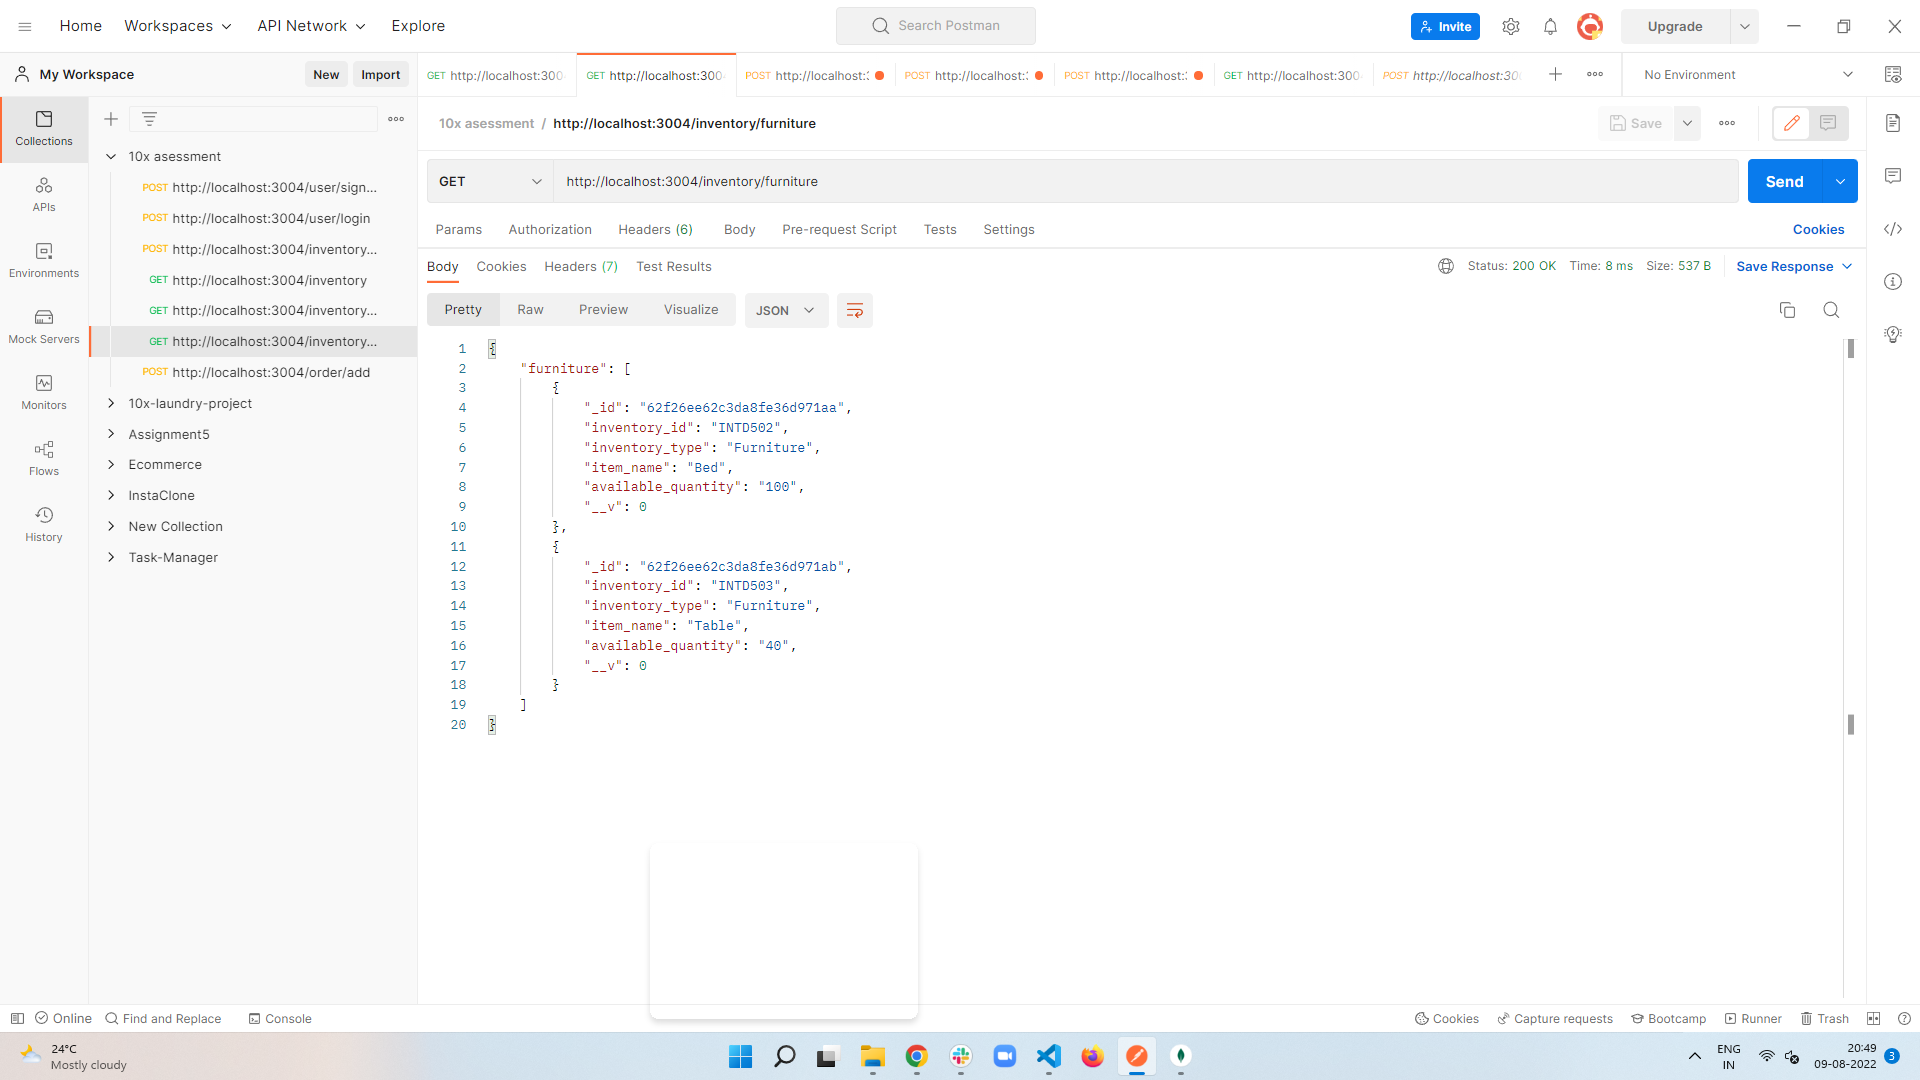 Home Workspaces API Network Explore Search Postman Invite Upgrade
My Workspace New Import GET http://localhost:300 GET http://localhost:300 POST http://localhost: POST http://localhost: POST http://localhost: GET http://localhost:300 POST http://localhost:30 No Environment
Collections
APIs
Environments
Mock Servers
Monitors
Flows
History
10x asessment
POST http://localhost:3004/user/sign...
POST http://localhost:3004/user/login
POST http://localhost:3004/inventory...
GET http://localhost:3004/inventory
GET http://localhost:3004/inventory...
GET http://localhost:3004/inventory...
POST http://localhost:3004/order/add
10x-laundry-project
Assignment5
Ecommerce
InstaClone
New Collection
Task-Manager
10x asessment / http://localhost:3004/inventory/furniture Save
GET http://localhost:3004/inventory/furniture Send
Params Authorization Headers (6) Body Pre-request Script Tests Settings Cookies
Body Cookies Headers (7) Test Results Status: 200 OK Time: 8 ms Size: 537 B Save Response
Pretty Raw Preview Visualize JSON
1 {
2 "furniture": [
3 {
4 "_id": "62f26ee62c3da8fe36d971aa",
5 "inventory_id": "INTD502",
6 "inventory_type": "Furniture",
7 "item_name": "Bed",
8 "available_quantity": "100",
9 "__v": 0
10 },
11 {
12 "_id": "62f26ee62c3da8fe36d971ab",
13 "inventory_id": "INTD503",
14 "inventory_type": "Furniture",
15 "item_name": "Table",
16 "available_quantity": "40",
17 "__v": 0
18 }
19 ]
20 }
Online Find and Replace Console Cookies Capture requests Bootcamp Runner Trash
24°C
Mostly cloudy
ENG
IN
20:49
09-08-2022
3